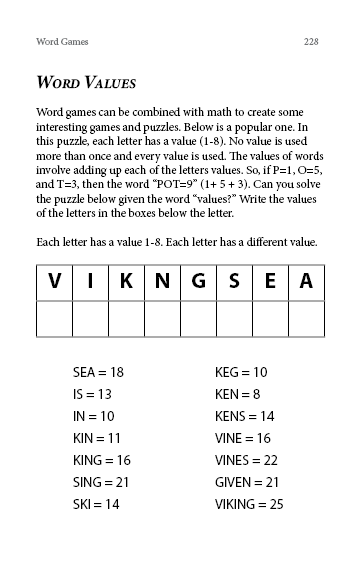 Word Games 228
WORD VALUES
Word games can be combined with math to create some
interesting games and puzzles. Below is a popular one. In
this puzzle, each letter has a value (1-8). No value is used
more than once and every value is used. The values of words
involve adding up each of the letters values. So, if P=1, O=5,
and T=3, then the word “POT=9” (1+ 5 + 3). Can you solve
the puzzle below given the word “values?” Write the values
of the letters in the boxes below the letter.
Each letter has a value 1-8. Each letter has a different value.
V I K N G S E A
SEA = 18
IS = 13
IN = 10
KIN = 11
KING = 16
SING = 21
SKI = 14
KEG = 10
KEN = 8
KENS = 14
VINE = 16
VINES = 22
GIVEN = 21
VIKING = 25